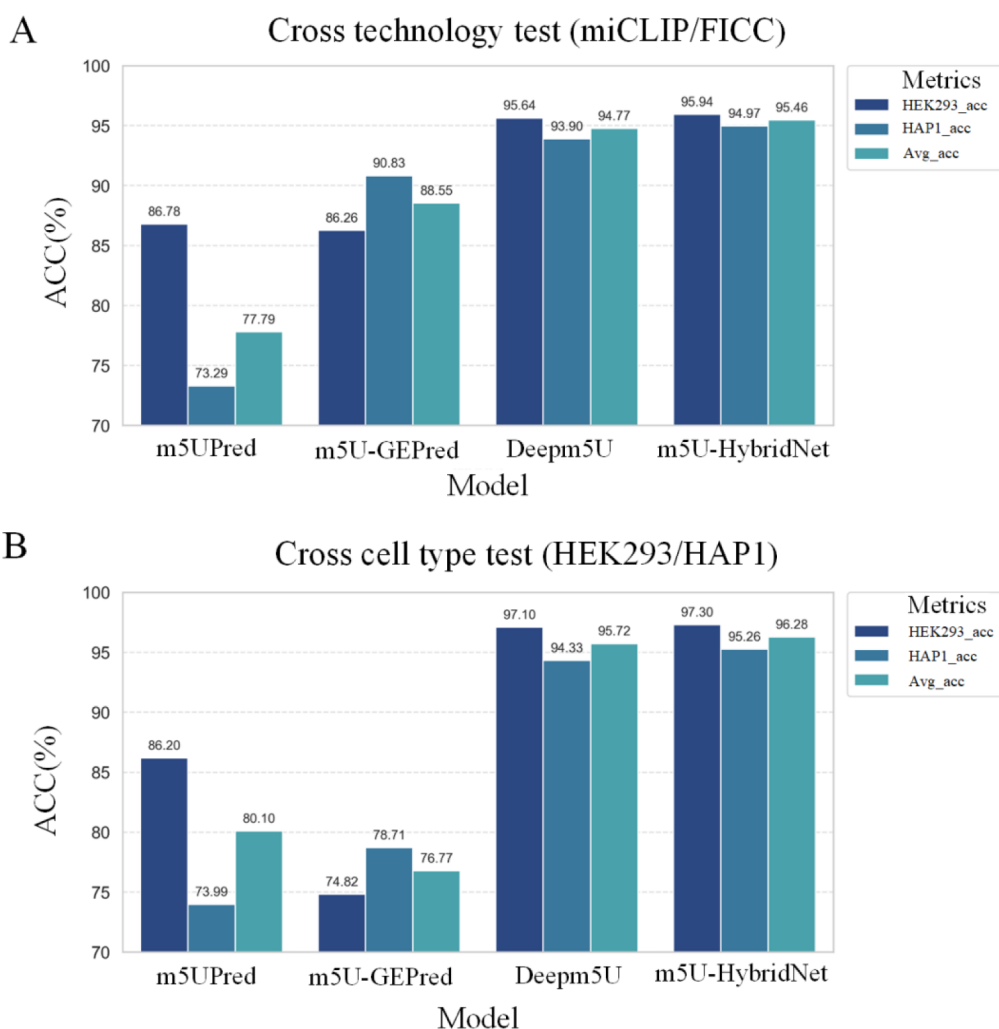 A
Cross technology test (miCLIP/FICC)
100
95
90
85
80
75
70
ACC(%)
86.78
73.29
77.79
86.26
90.83
88.55
95.64
93.90
94.77
95.94
94.97
95.46
m5UPred
m5U-GEPred
Deepm5U
m5U-HybridNet
Model
Metrics
HEK293_acc
HAP1_acc
Avg_acc
B
Cross cell type test (HEK293/HAP1)
100
95
90
85
80
75
70
ACC(%)
86.20
73.99
80.10
74.82
78.71
76.77
97.10
94.33
95.72
97.30
95.26
96.28
m5UPred
m5U-GEPred
Deepm5U
m5U-HybridNet
Model
Metrics
HEK293_acc
HAP1_acc
Avg_acc